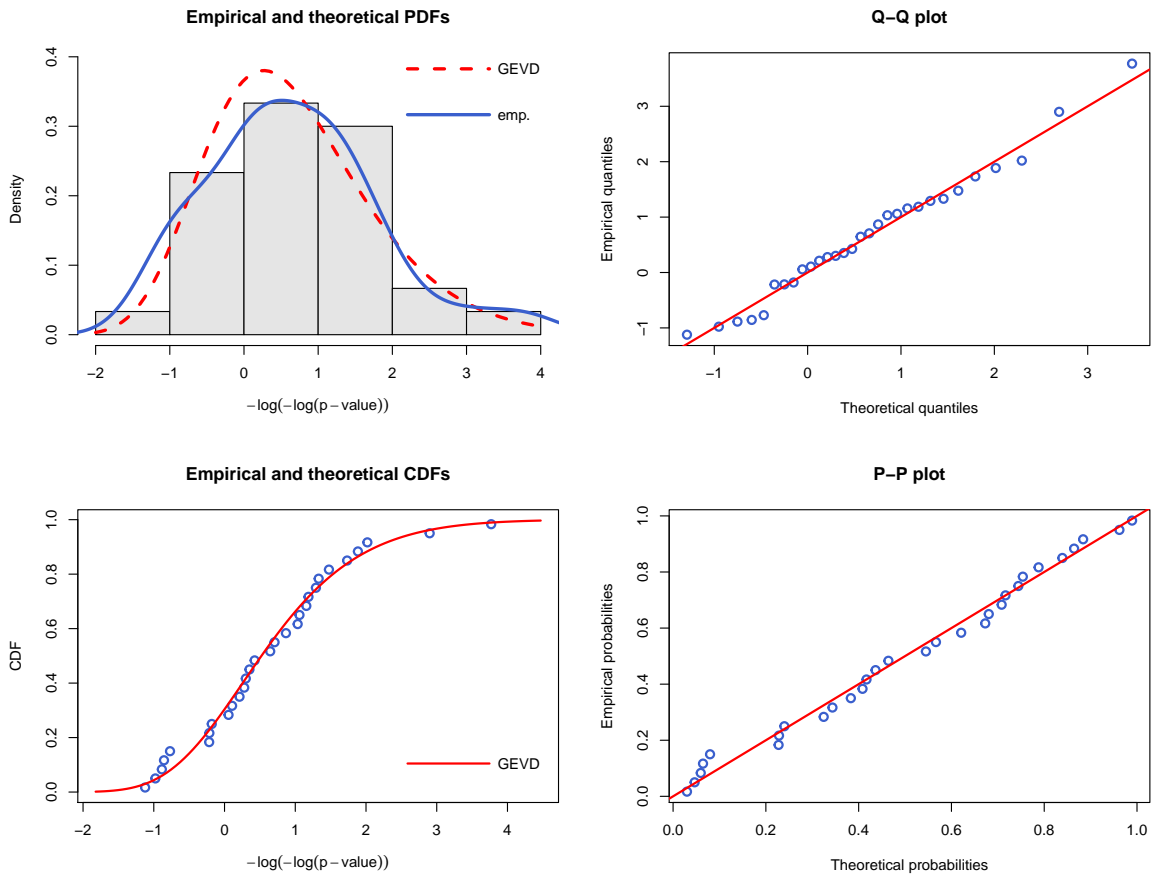 Empirical and theoretical PDFs
Density
0.0 0.1 0.2 0.3 0.4
GEVD
emp.
−2 −1 0 1 2 3 4
−log(−log(p−value))
Q−Q plot
Empirical quantiles
−1 0 1 2 3
−1 0 1 2 3
Theoretical quantiles
Empirical and theoretical CDFs
CDF
0.0 0.2 0.4 0.6 0.8 1.0
GEVD
−2 −1 0 1 2 3 4
−log(−log(p−value))
P−P plot
Empirical probabilities
0.0 0.2 0.4 0.6 0.8 1.0
0.0 0.2 0.4 0.6 0.8 1.0
Theoretical probabilities